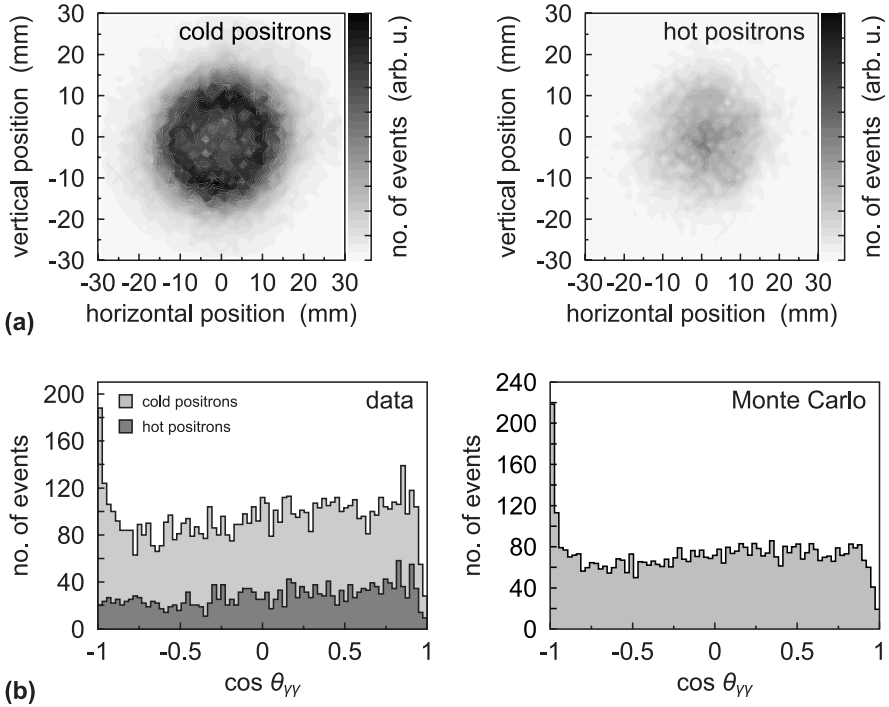 cold positrons
30
20
10
0
-10
-20
-30
vertical position (mm)
-30 -20 -10 0 10 20 30
horizontal position (mm)
no. of events (arb. u.)
hot positrons
30
20
10
0
-10
-20
-30
vertical position (mm)
-30 -20 -10 0 10 20 30
horizontal position (mm)
no. of events (arb. u.)
(a)
cold positrons
hot positrons
data
200
160
120
80
40
0
no. of events
-1 -0.5 0 0.5 1
cos θγγ
Monte Carlo
240
200
160
120
80
40
0
no. of events
-1 -0.5 0 0.5 1
cos θγγ
(b)